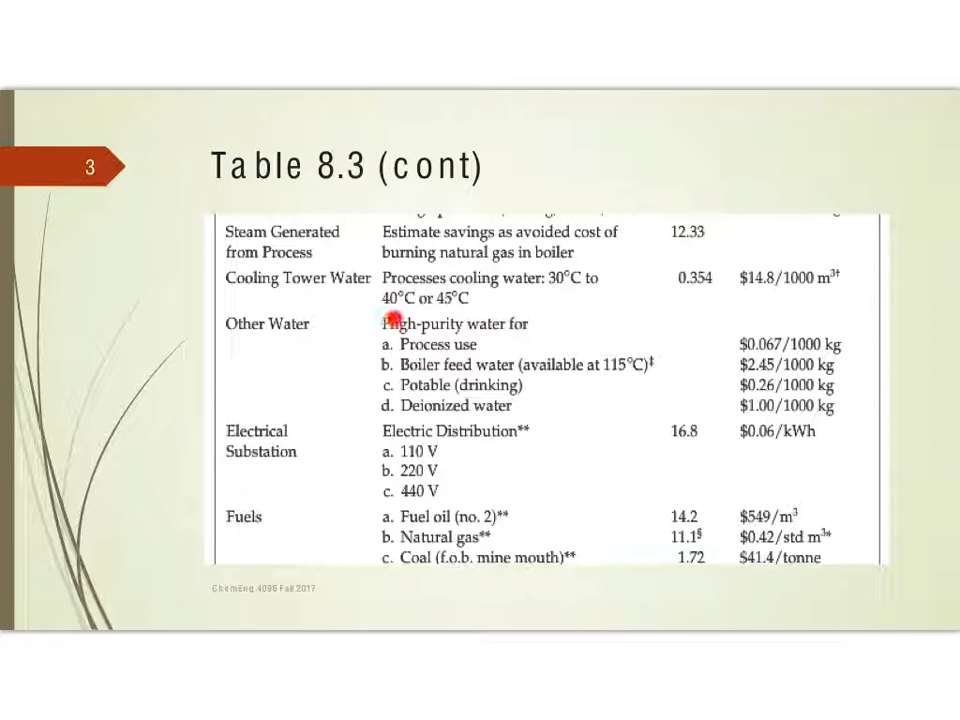 3
Table 8.3 (cont)
Steam Generated Estimate savings as avoided cost of 12.33
from Process burning natural gas in boiler
Cooling Tower Water Processes cooling water: 30°C to 0.354 $14.8/1000 m³†
40°C or 45°C
Other Water High-purity water for
a. Process use $0.067/1000 kg
b. Boiler feed water (available at 115°C)‡ $2.45/1000 kg
c. Potable (drinking) $0.26/1000 kg
d. Deionized water $1.00/1000 kg
Electrical Electric Distribution** 16.8 $0.06/kWh
Substation a. 110 V
b. 220 V
c. 440 V
Fuels a. Fuel oil (no. 2)** 14.2 $549/m³
b. Natural gas** 11.1§ $0.42/std m³*
c. Coal (f.o.b. mine mouth)** 1.72 $41.4/tonne
ChemEng 4096 Fall 2017